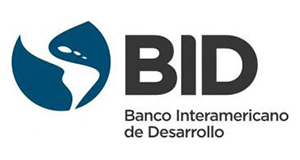 BID
Banco Interamericano
de Desarrollo